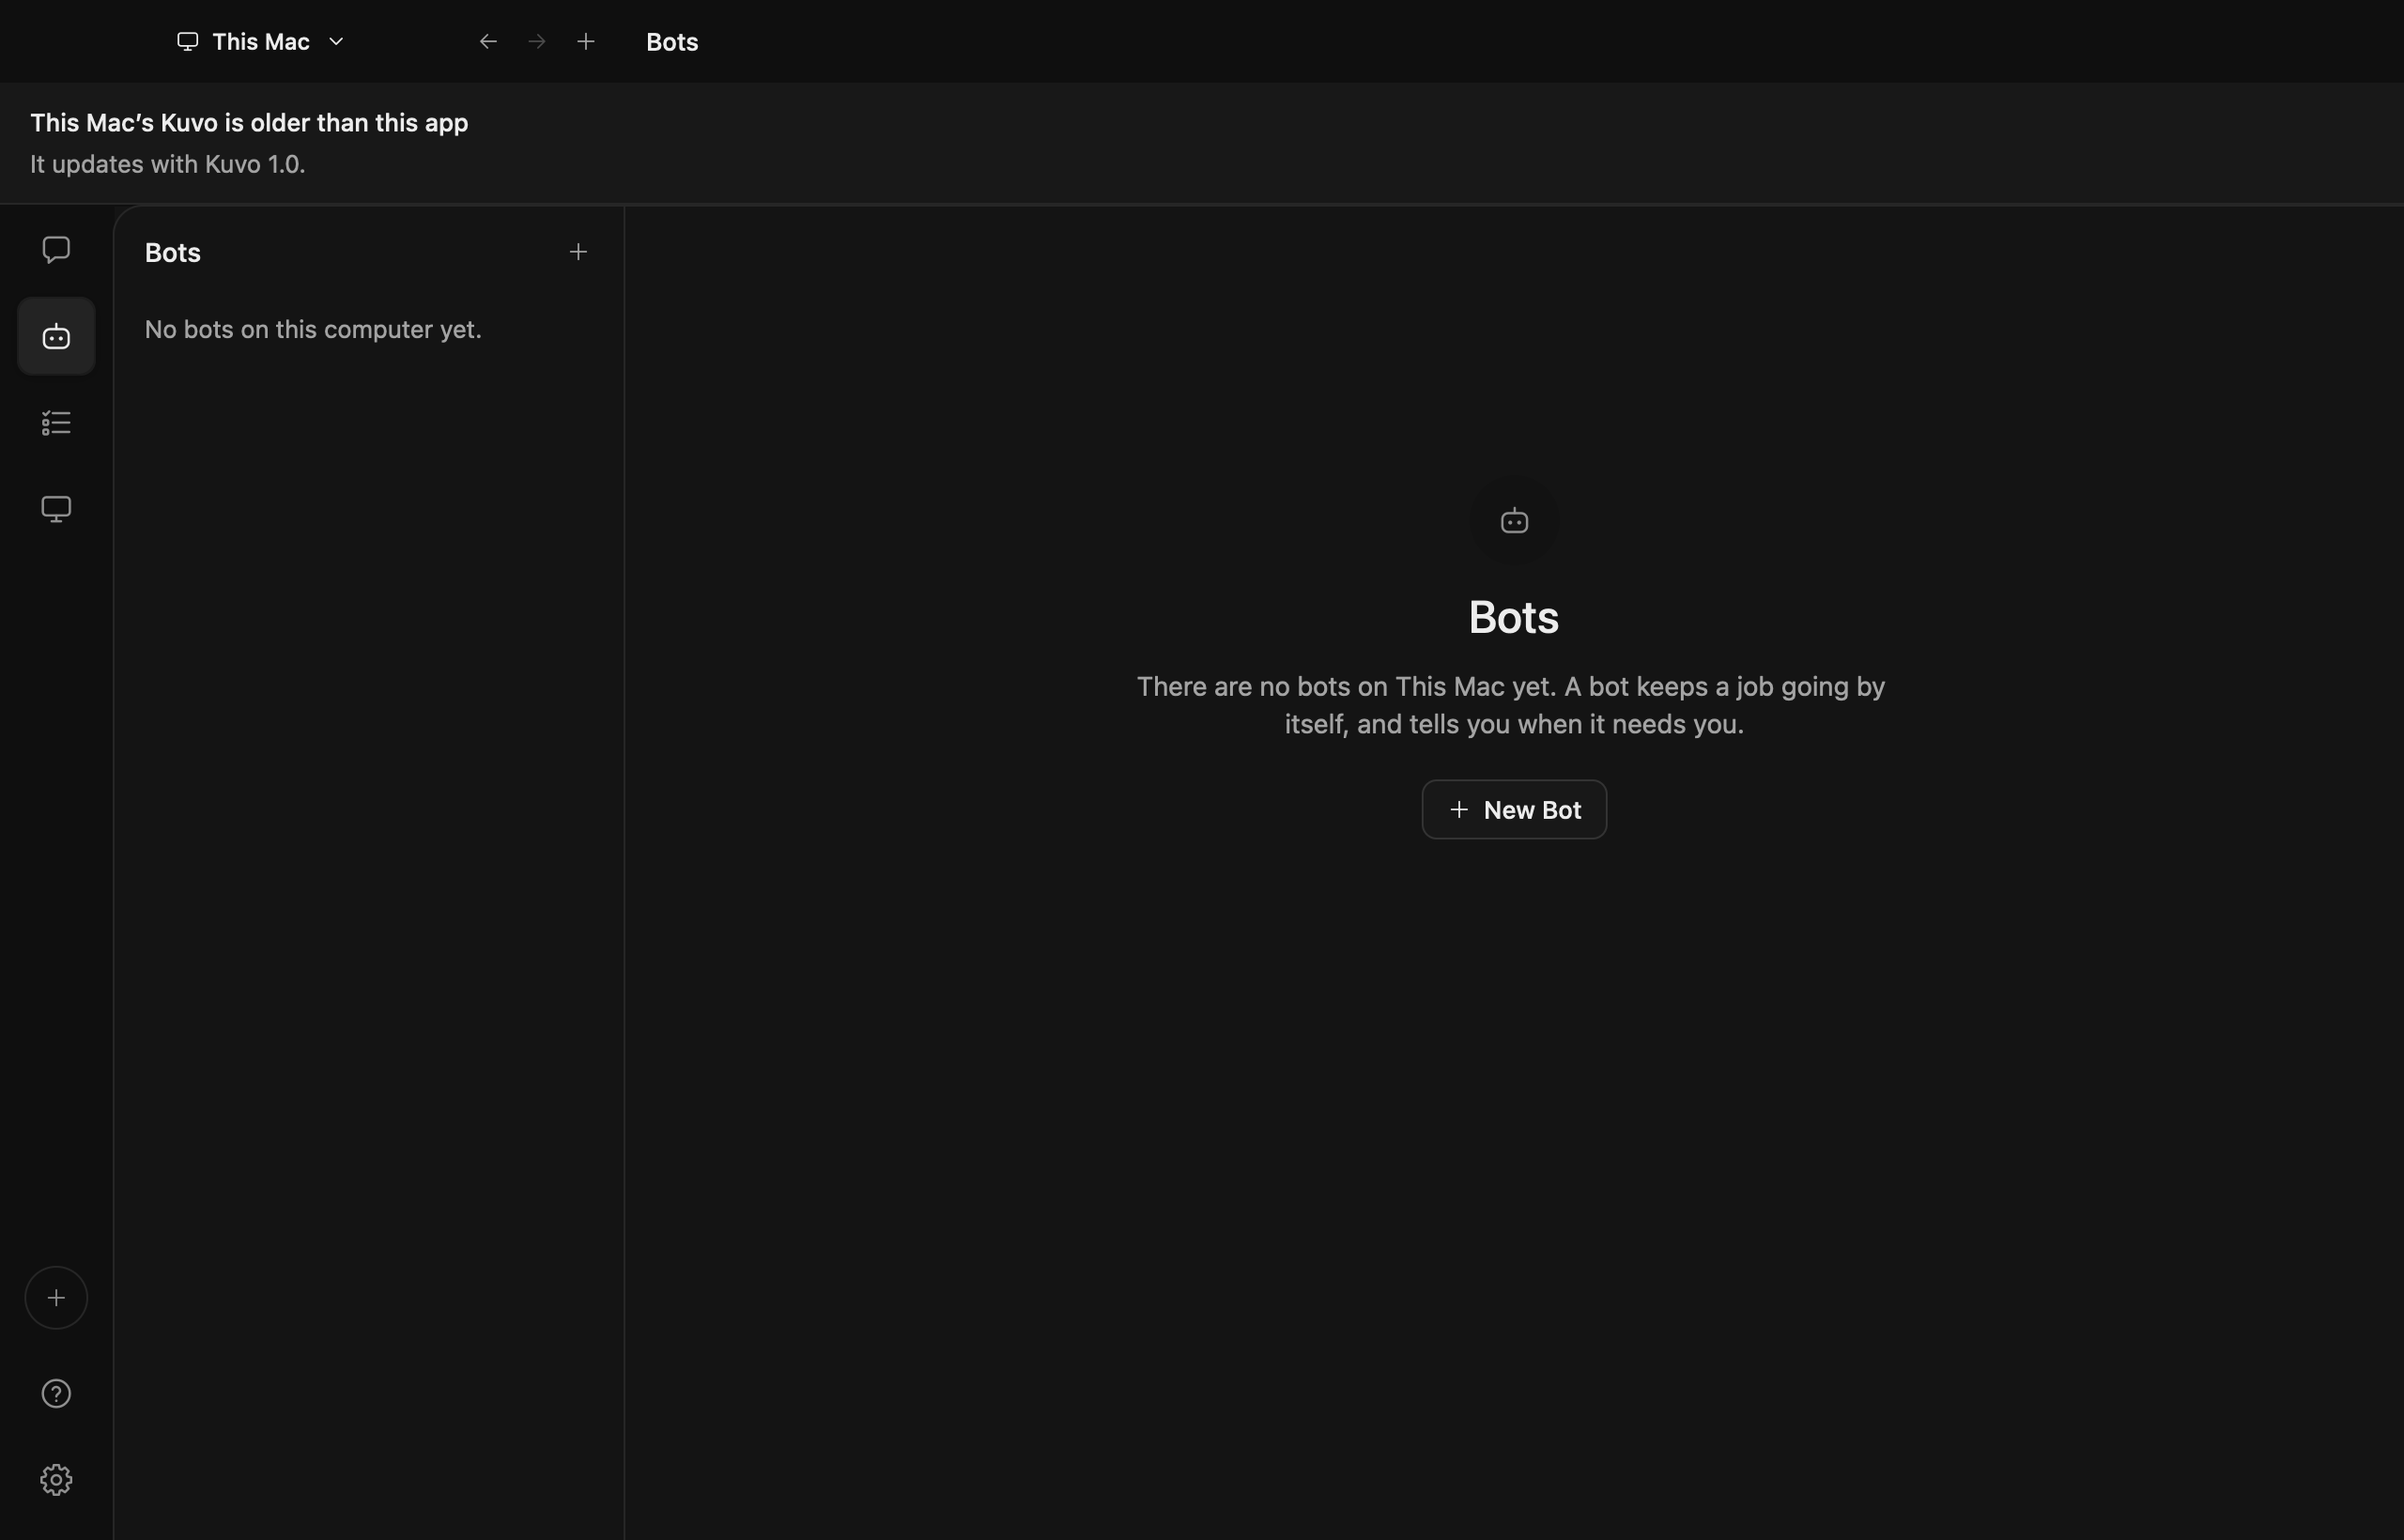 This Mac
Bots
This Mac’s Kuvo is older than this app
It updates with Kuvo 1.0.
Bots
No bots on this computer yet.
Bots
There are no bots on This Mac yet. A bot keeps a job going by
itself, and tells you when it needs you.
New Bot